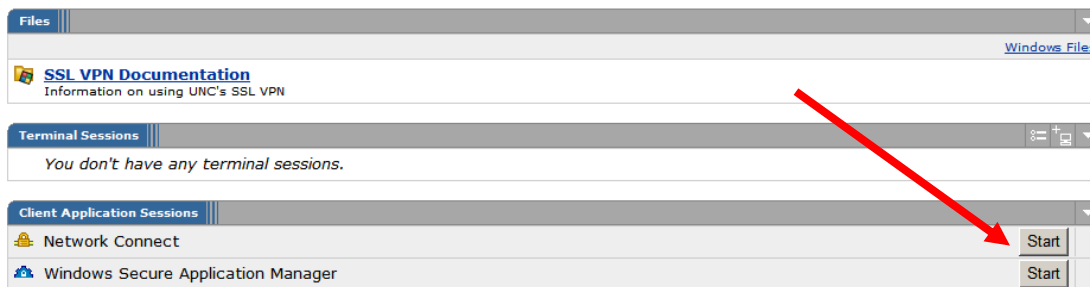 Files
Windows File
SSL VPN Documentation
Information on using UNC's SSL VPN
Terminal Sessions
You don't have any terminal sessions.
Client Application Sessions
Network Connect Start
Windows Secure Application Manager Start